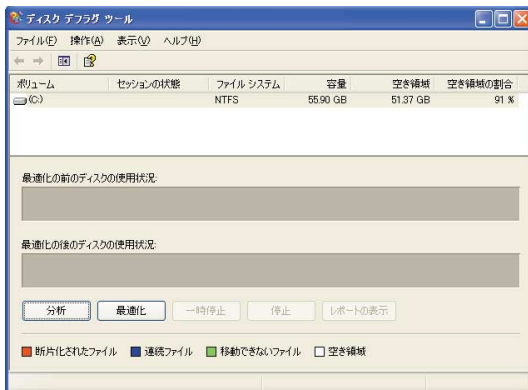 ディスク デフラグ ツール
ファイル(F) 操作(A) 表示(V) ヘルプ(H)
ボリューム セッションの状態 ファイル システム 容量 空き領域 空き領域の割合
(C:) NTFS 55.90 GB 51.37 GB 91 %
最適化の前のディスクの使用状況:
最適化の後のディスクの使用状況:
分析 最適化 一時停止 停止 レポートの表示
断片化されたファイル 連続ファイル 移動できないファイル 空き領域